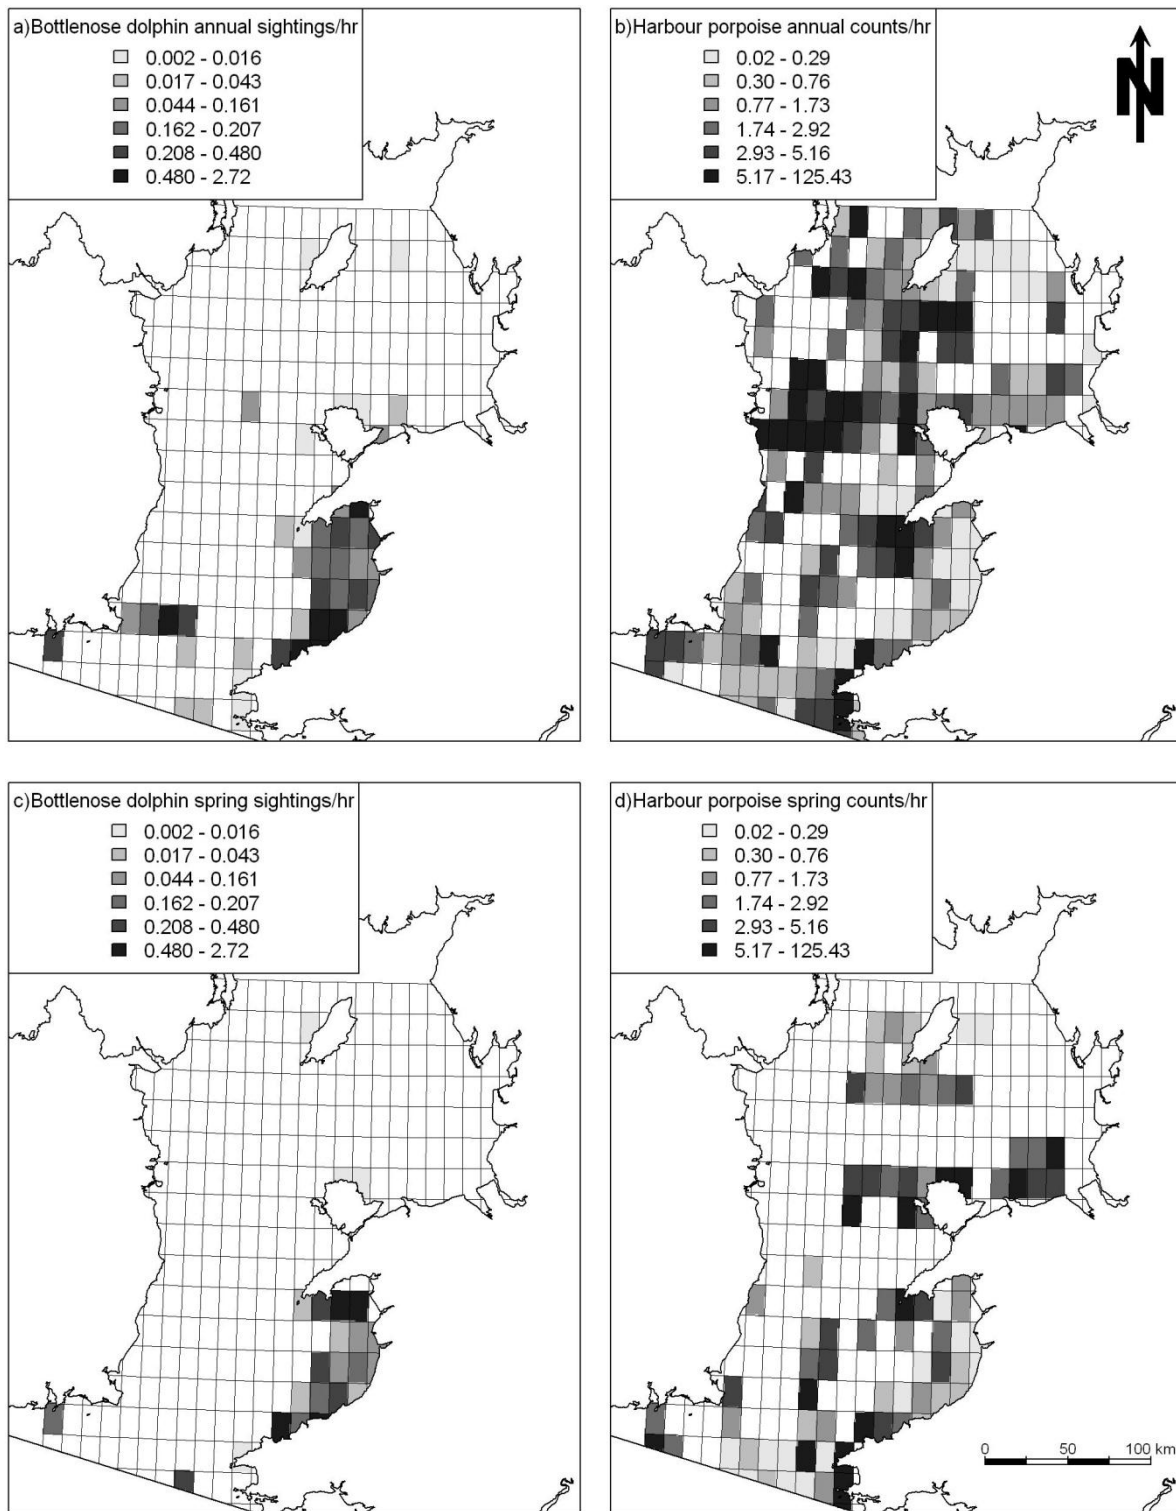 a)Bottlenose dolphin annual sightings/hr
0.002 - 0.016
0.017 - 0.043
0.044 - 0.161
0.162 - 0.207
0.208 - 0.480
0.480 - 2.72
b)Harbour porpoise annual counts/hr
0.02 - 0.29
0.30 - 0.76
0.77 - 1.73
1.74 - 2.92
2.93 - 5.16
5.17 - 125.43
N
c)Bottlenose dolphin spring sightings/hr
0.002 - 0.016
0.017 - 0.043
0.044 - 0.161
0.162 - 0.207
0.208 - 0.480
0.480 - 2.72
d)Harbour porpoise spring counts/hr
0.02 - 0.29
0.30 - 0.76
0.77 - 1.73
1.74 - 2.92
2.93 - 5.16
5.17 - 125.43
0 50 100 km